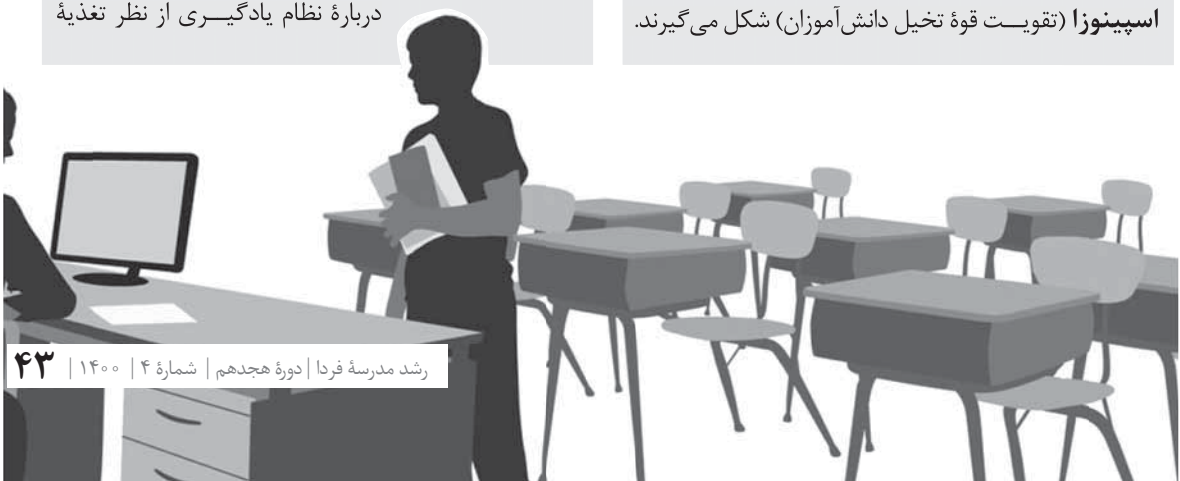 اسپینوزا (تقویت قوهٔ تخیل دانش‌آموزان) شکل می‌گیرند.
دربارهٔ نظام یادگیری از نظر تغذیهٔ
رشد مدرسهٔ فردا | دورهٔ هجدهم | شمارهٔ ۴ | ۱۴۰۰ | ۴۳